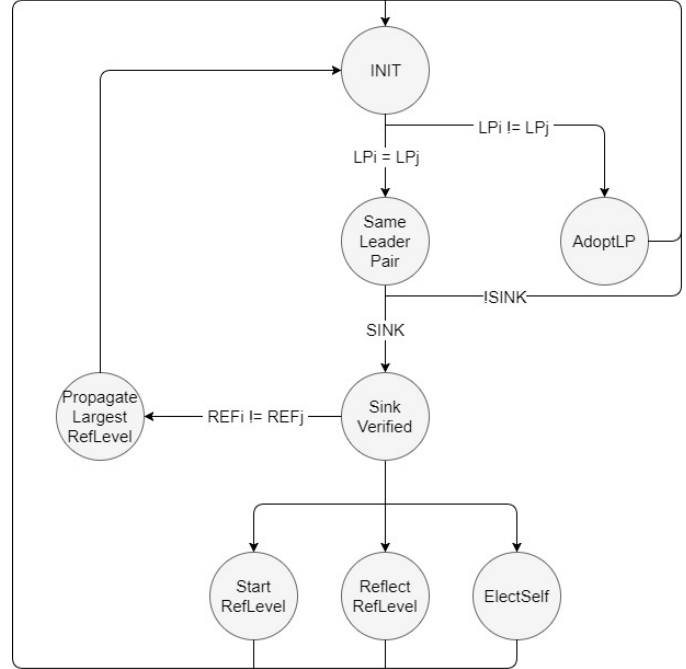 INIT
LPi != LPj
LPi = LPj
Same
Leader
Pair
AdoptLP
!SINK
SINK
Propagate
Largest
RefLevel
REFi != REFj
Sink
Verified
Start
RefLevel
Reflect
RefLevel
ElectSelf